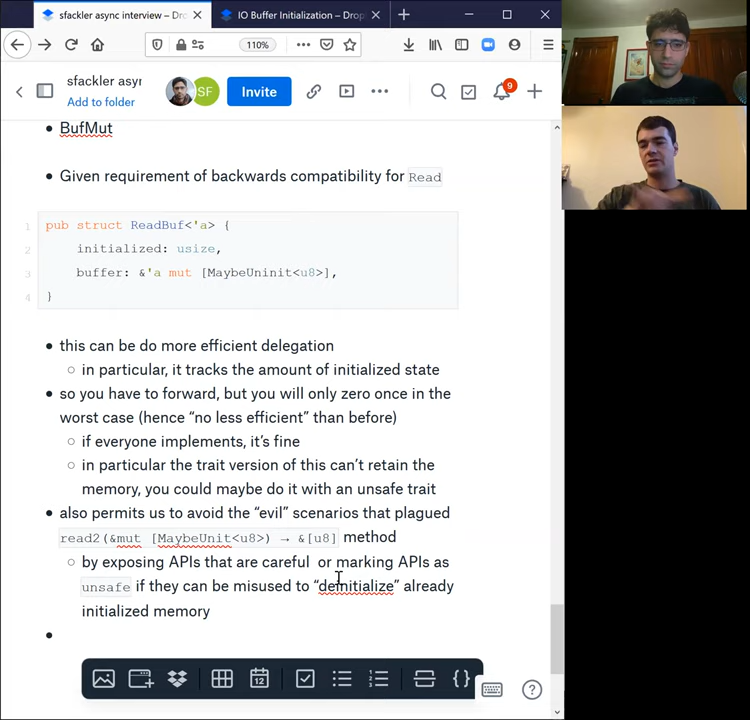 sfackler async interview – Dro
IO Buffer Initialization – Drop
110%
sfackler asyr
Add to folder
SF
Invite
9
BufMut
Given requirement of backwards compatibility for Read
1 pub struct ReadBuf<'a> {
2 initialized: usize,
3 buffer: &'a mut [MaybeUninit<u8>],
4 }
this can be do more efficient delegation
in particular, it tracks the amount of initialized state
so you have to forward, but you will only zero once in the
worst case (hence “no less efficient” than before)
if everyone implements, it’s fine
in particular the trait version of this can’t retain the
memory, you could maybe do it with an unsafe trait
also permits us to avoid the “evil” scenarios that plagued
read2(&mut [MaybeUnit<u8>) → &[u8] method
by exposing APIs that are careful or marking APIs as
unsafe if they can be misused to “deinitialize” already
initialized memory
12
{}
?